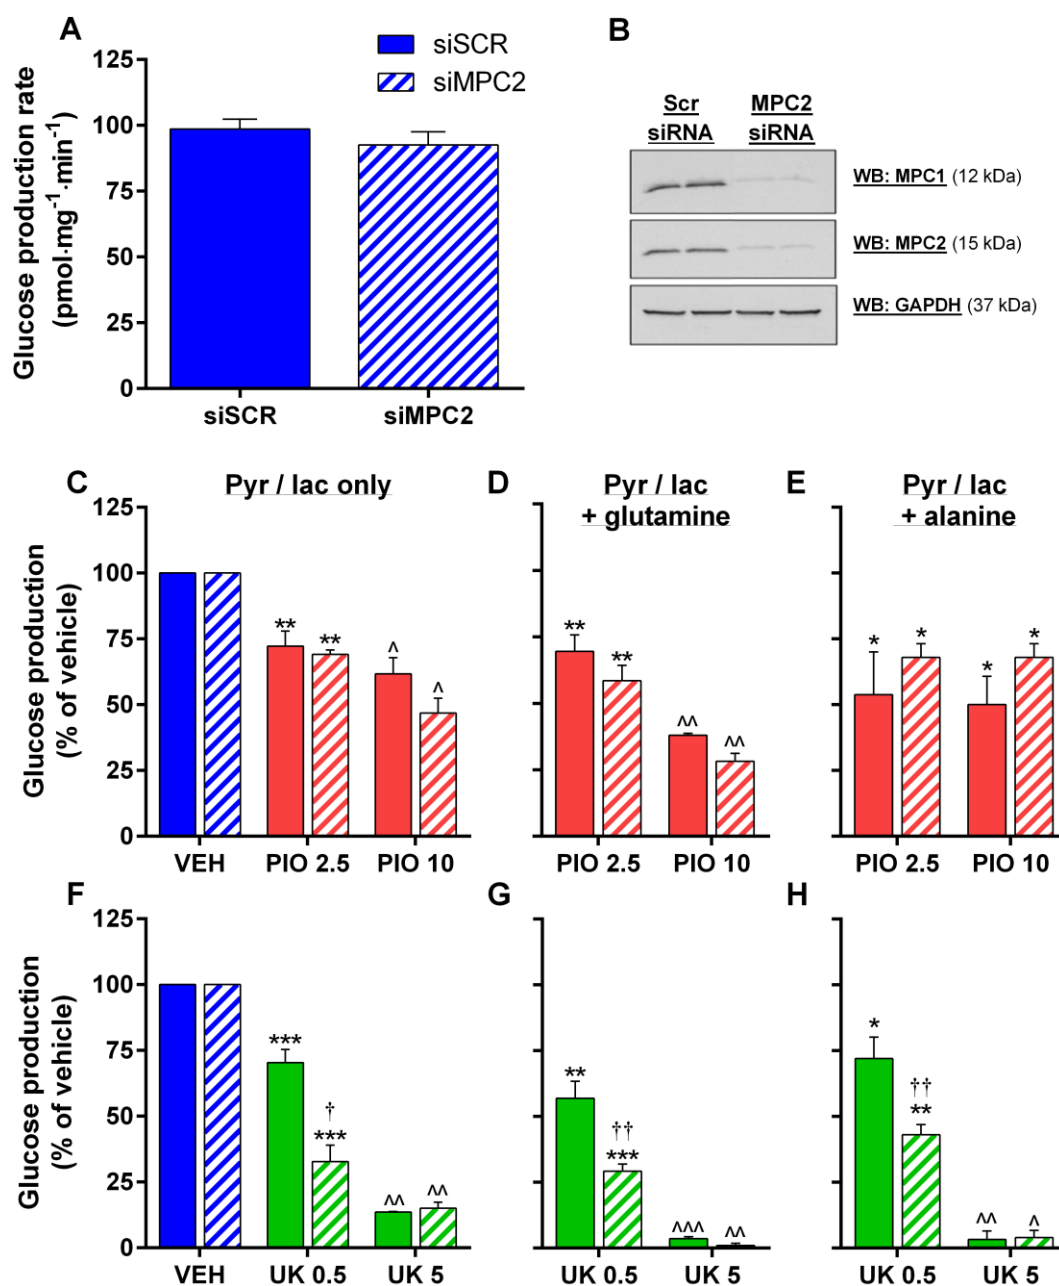 A
siSCR
siMPC2
Glucose production rate
(pmol·mg⁻¹·min⁻¹)
125
100
75
50
25
0
siSCR
siMPC2
B
Scr
siRNA
MPC2
siRNA
WB: MPC1 (12 kDa)
WB: MPC2 (15 kDa)
WB: GAPDH (37 kDa)
C
Pyr / lac only
Glucose production
(% of vehicle)
125
100
75
50
25
0
**
**
^
^
VEH
PIO 2.5
PIO 10
D
Pyr / lac
+ glutamine
**
**
^^
^^
PIO 2.5
PIO 10
E
Pyr / lac
+ alanine
*
*
*
*
PIO 2.5
PIO 10
F
Glucose production
(% of vehicle)
125
100
75
50
25
0
***
†
***
^^
^^
VEH
UK 0.5
UK 5
G
**
††
***
^^^
^^
UK 0.5
UK 5
H
*
††
**
^^
^
UK 0.5
UK 5